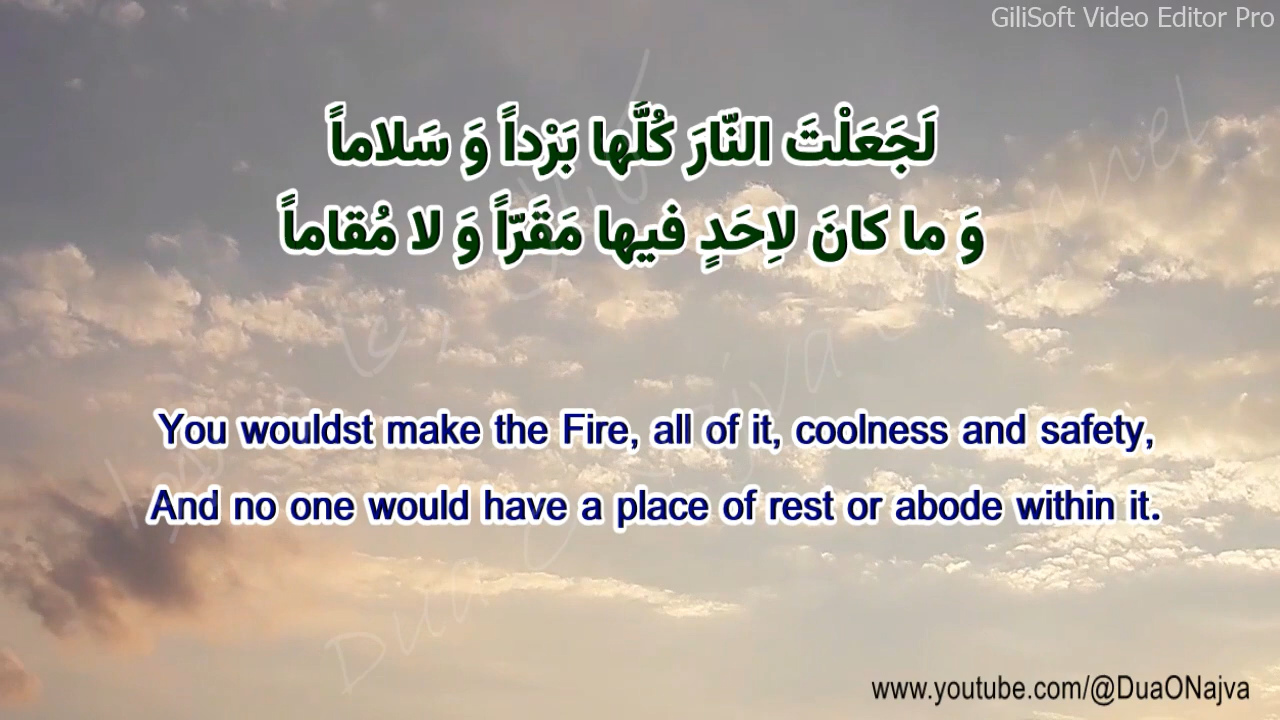 GiliSoft Video Editor Pro
لَجَعَلْتَ النّارَ كُلَّها بَرْداً وَ سَلاماً
وَ ما كانَ لاِحَدٍ فيها مَقَرّاً وَ لا مُقاماً
You wouldst make the Fire, all of it, coolness and safety,
And no one would have a place of rest or abode within it.
www.youtube.com/@DuaONajva